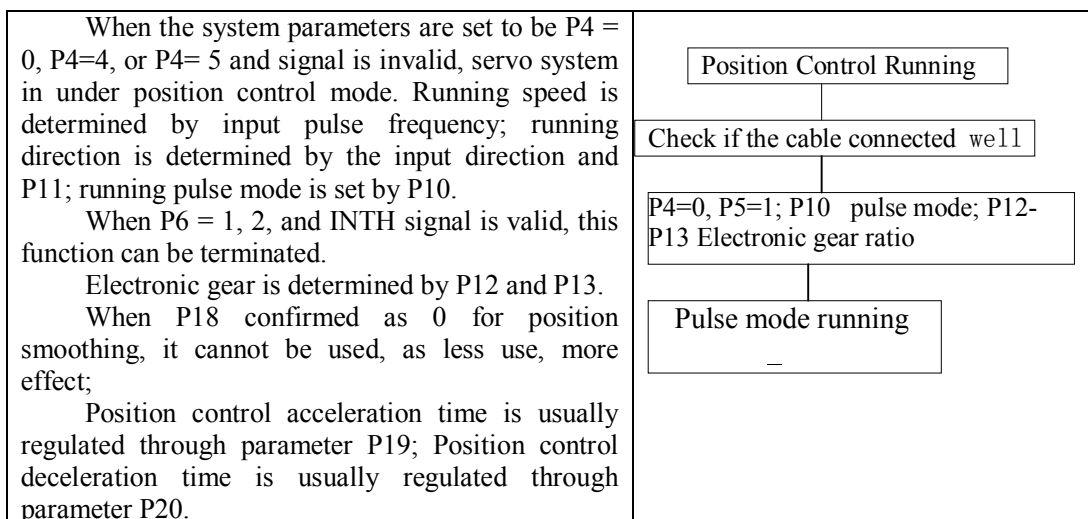 When the system parameters are set to be P4 =
0, P4=4, or P4= 5 and signal is invalid, servo system
in under position control mode. Running speed is
determined by input pulse frequency; running
direction is determined by the input direction and
P11; running pulse mode is set by P10.
When P6 = 1, 2, and INTH signal is valid, this
function can be terminated.
Electronic gear is determined by P12 and P13.
When P18 confirmed as 0 for position
smoothing, it cannot be used, as less use, more
effect;
Position control acceleration time is usually
regulated through parameter P19; Position control
deceleration time is usually regulated through
parameter P20.
Position Control Running
Check if the cable connected well
P4=0, P5=1; P10 pulse mode; P12-
P13 Electronic gear ratio
Pulse mode running
_